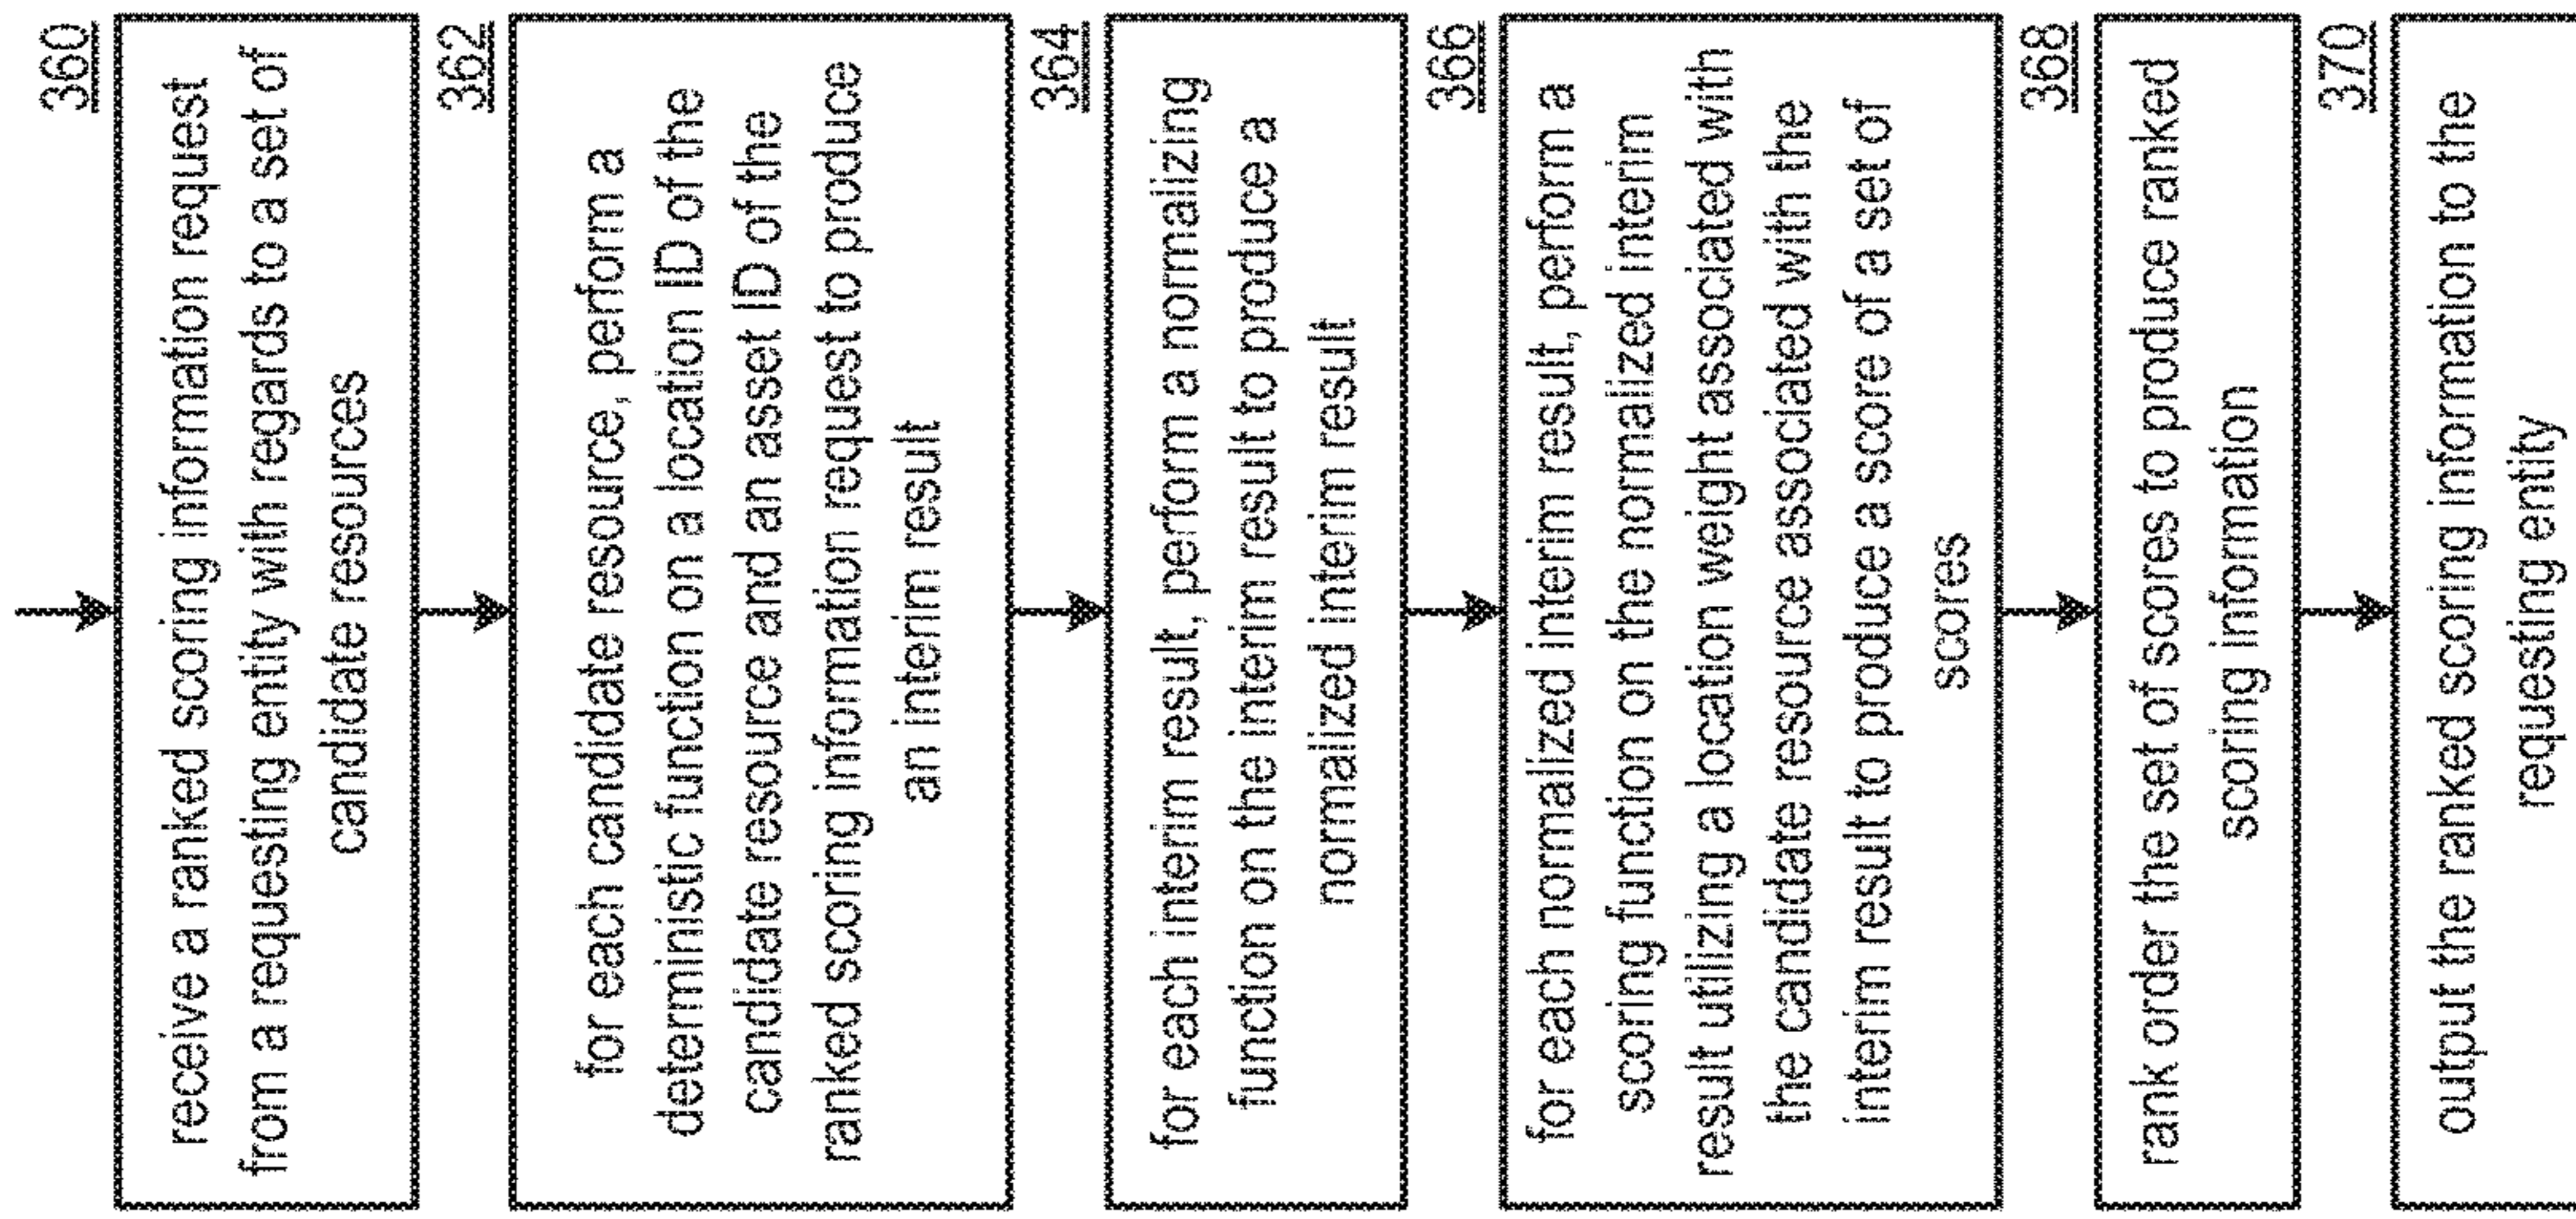 360
receive a ranked scoring information request
from a requesting entity with regards to a set of
candidate resources
362
for each candidate resource, perform a
deterministic function on a location ID of the
candidate resource and an asset ID of the
ranked scoring information request to produce
an interim result
364
for each interim result, perform a normalizing
function on the interim result to produce a
normalized interim result
366
for each normalized interim result, perform a
scoring function on the normalized interim
result utilizing a location weight associated with
the candidate resource associated with the
interim result to produce a score of a set of
scores
368
rank order the set of scores to produce ranked
scoring information
370
output the ranked scoring information to the
requesting entity